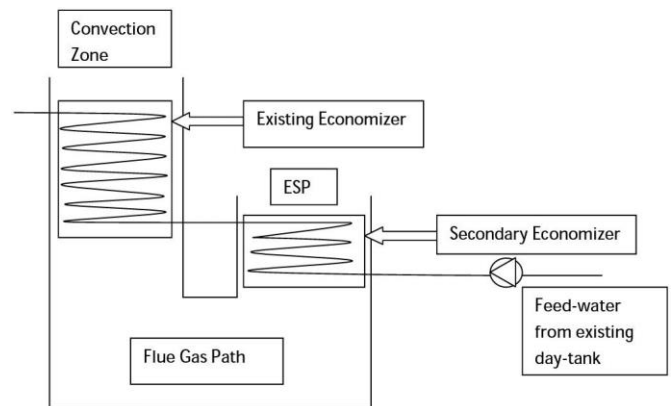 Convection
Zone
Existing Economizer
ESP
Secondary Economizer
Feed-water
from existing
day-tank
Flue Gas Path